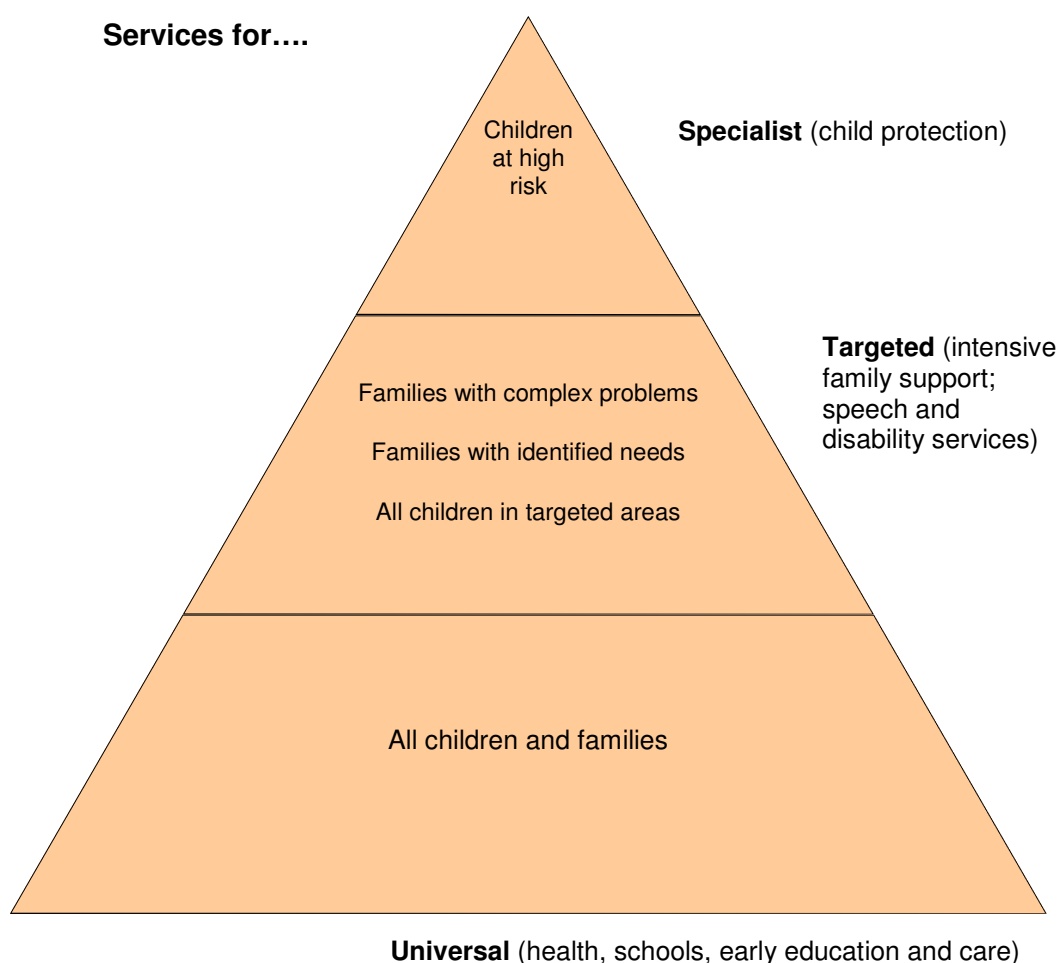 Services for....
Children
at high
risk
Specialist (child protection)
Targeted (intensive
family support;
speech and
disability services)
Families with complex problems
Families with identified needs
All children in targeted areas
All children and families
Universal (health, schools, early education and care)